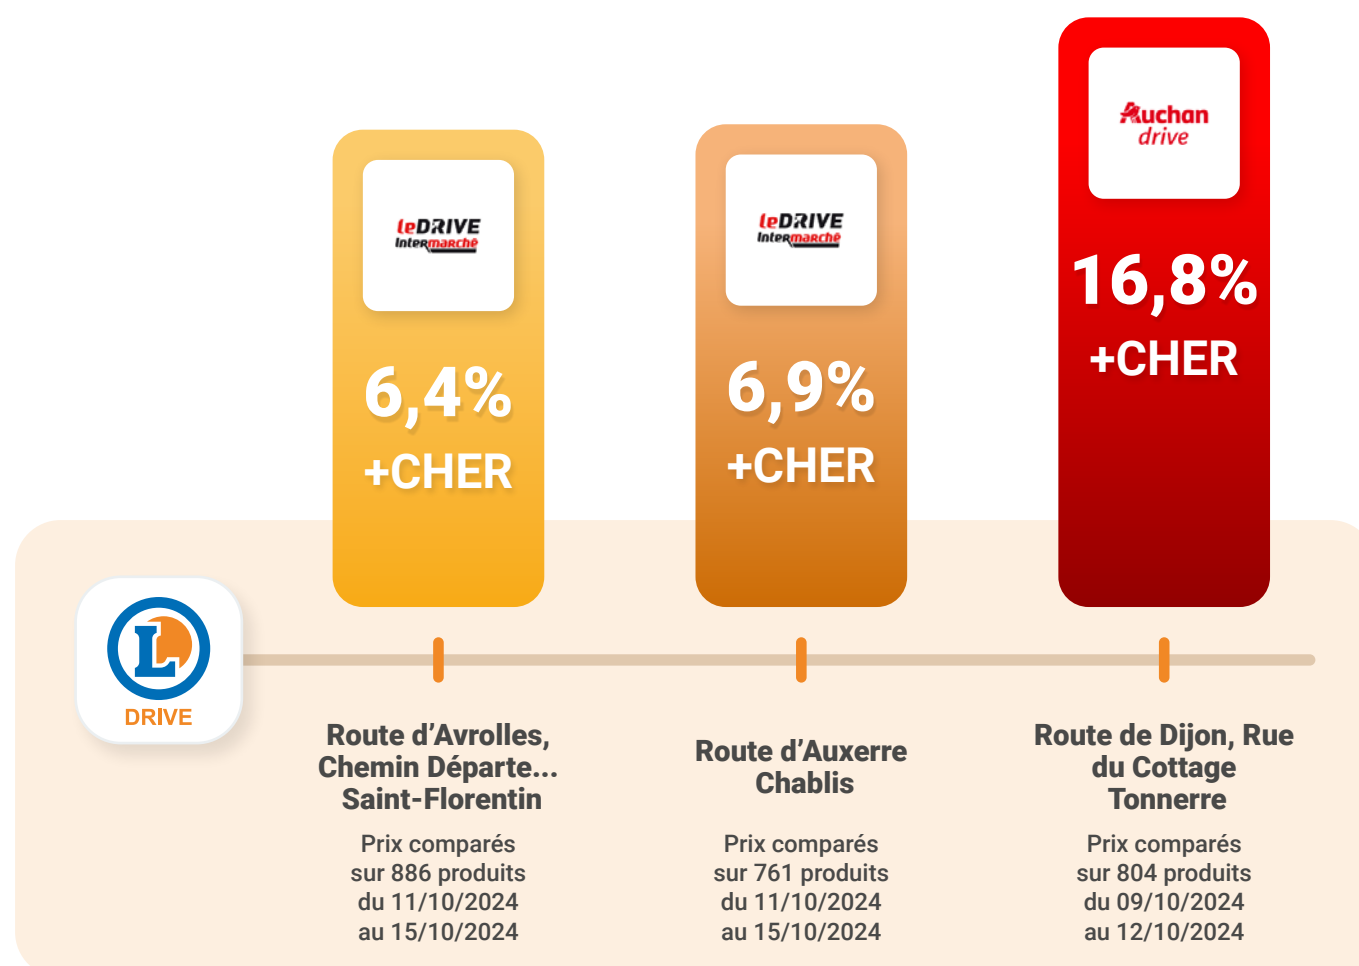 leDRIVE
Intermarché
6,4%
+CHER
leDRIVE
Intermarché
6,9%
+CHER
Auchan
drive
16,8%
+CHER
L
DRIVE
Route d’Avrolles,
Chemin Départe...
Saint-Florentin
Prix comparés
sur 886 produits
du 11/10/2024
au 15/10/2024
Route d’Auxerre
Chablis
Prix comparés
sur 761 produits
du 11/10/2024
au 15/10/2024
Route de Dijon, Rue
du Cottage
Tonnerre
Prix comparés
sur 804 produits
du 09/10/2024
au 12/10/2024